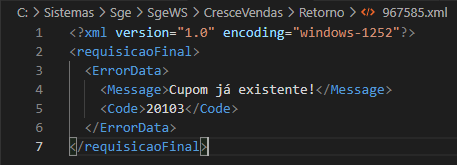 C: > Sistemas > Sge > SgeWS > CresceVendas > Retorno > 967585.xml
1 <?xml version="1.0" encoding="windows-1252"?>
2 <requisicaoFinal>
3 <ErrorData>
4 <Message>Cupom já existente!</Message>
5 <Code>20103</Code>
6 </ErrorData>
7 </requisicaoFinal>